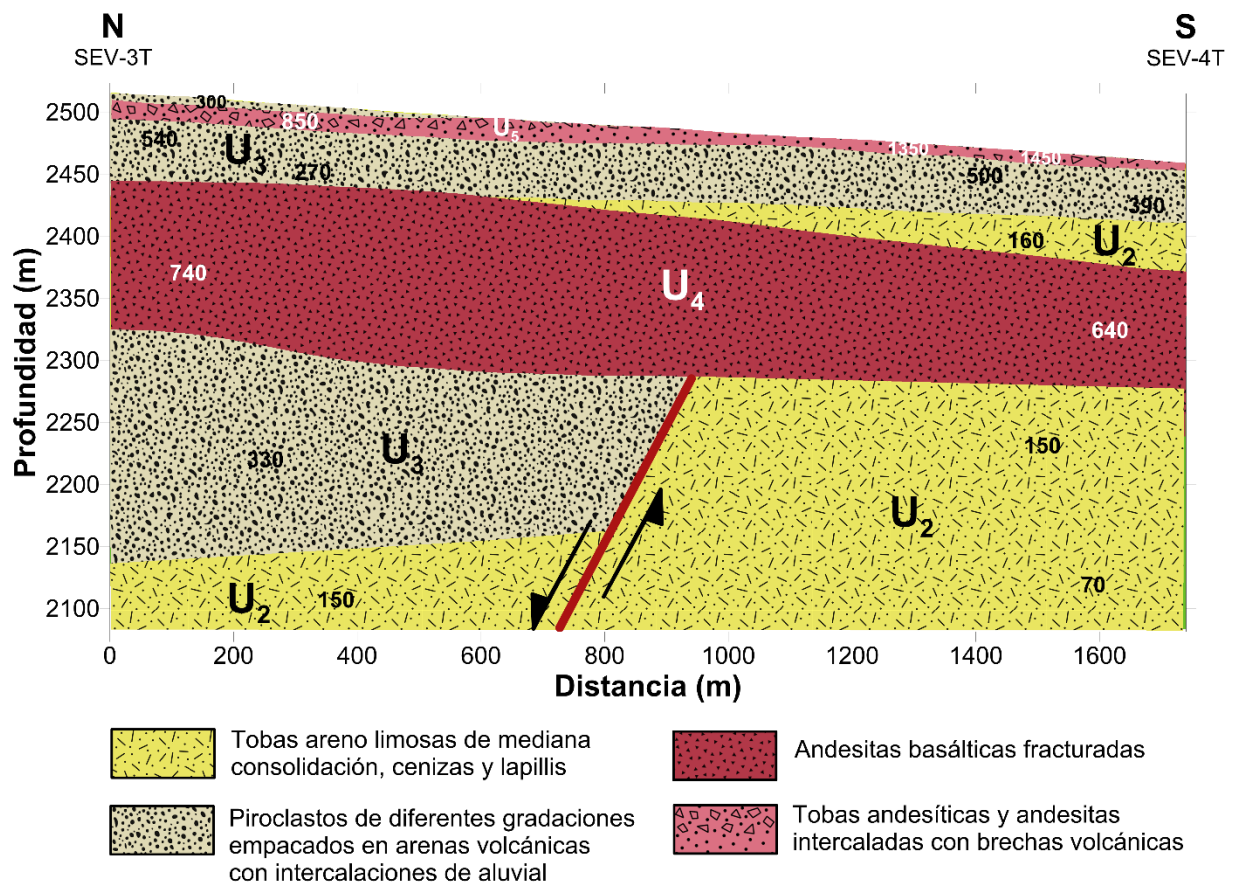 N
SEV-3T
S
SEV-4T
Profundidad (m)
2500
2450
2400
2350
2300
2250
2200
2150
2100
300
850
U5
1350
1450
540
U3
270
500
390
160
U2
740
U4
640
330
U3
150
U2
70
U2
150
0 200 400 600 800 1000 1200 1400 1600
Distancia (m)
Tobas areno limosas de mediana
consolidación, cenizas y lapillis
Piroclastos de diferentes gradaciones
empacados en arenas volcánicas
con intercalaciones de aluvial
Andesitas basálticas fracturadas
Tobas andesíticas y andesitas
intercaladas con brechas volcánicas